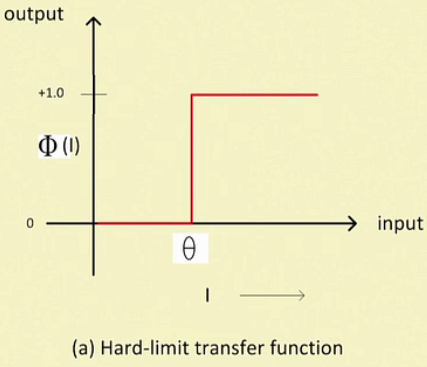 output
+1.0
Φ (I)
0
input
θ
I
(a) Hard-limit transfer function